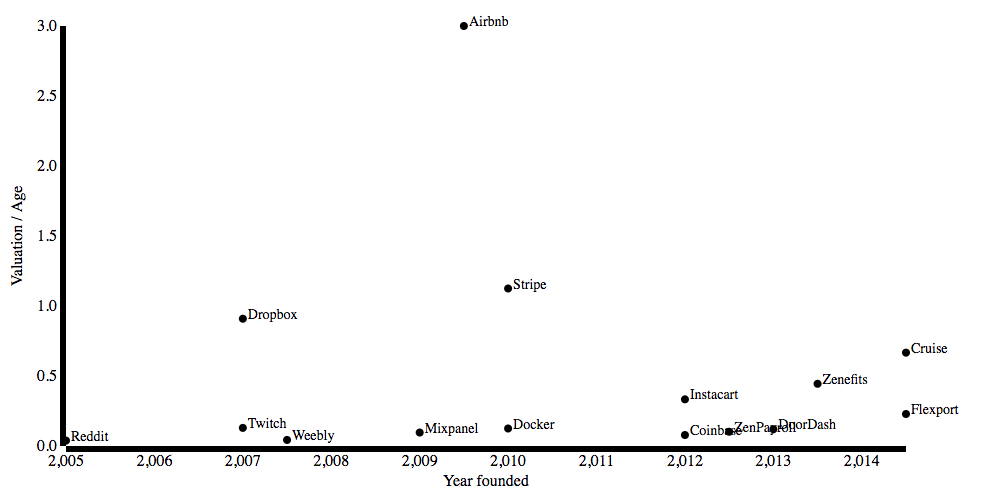 3.0
Airbnb
2.5
2.0
1.5
Valuation / Age
Stripe
1.0
Dropbox
Cruise
0.5
Zenefits
Instacart
Flexport
Twitch
Mixpanel
Docker
Coinbase
ZenPayroll
DoorDash
Weebly
Reddit
0.0
2,005
2,006
2,007
2,008
2,009
2,010
2,011
2,012
2,013
2,014
Year founded